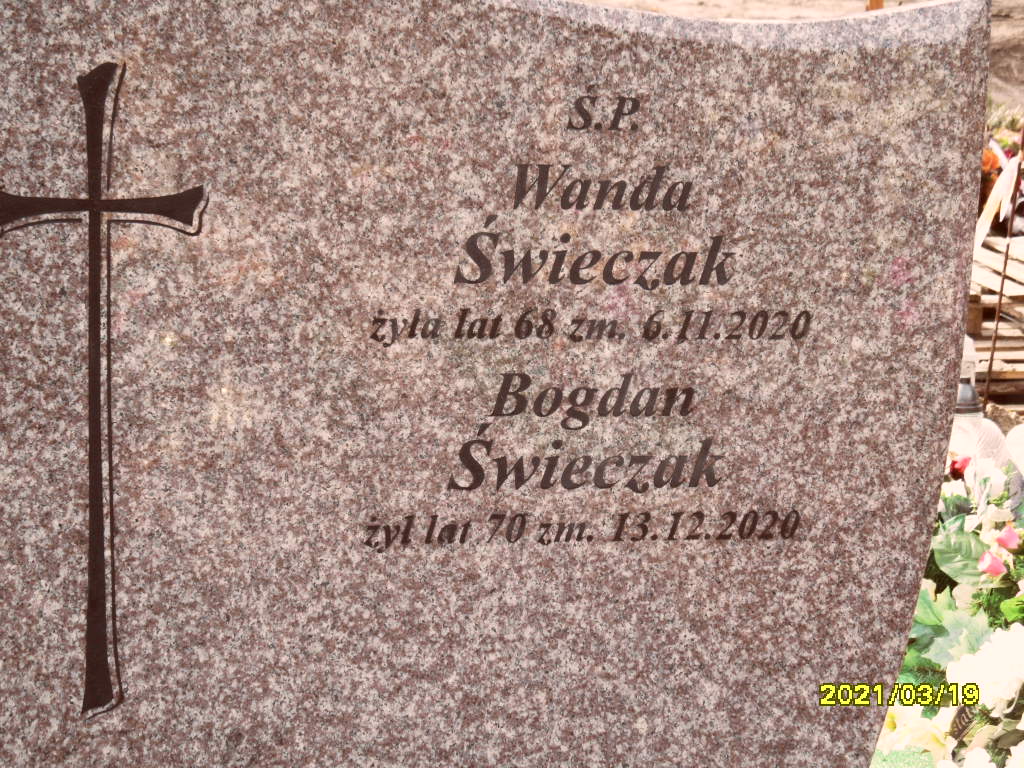 Ś.P.
Wanda
Świeczak
żyła lat 68 zm. 6.11.2020
Bogdan
Świeczak
żył lat 70 zm. 13.12.2020
2021/03/19